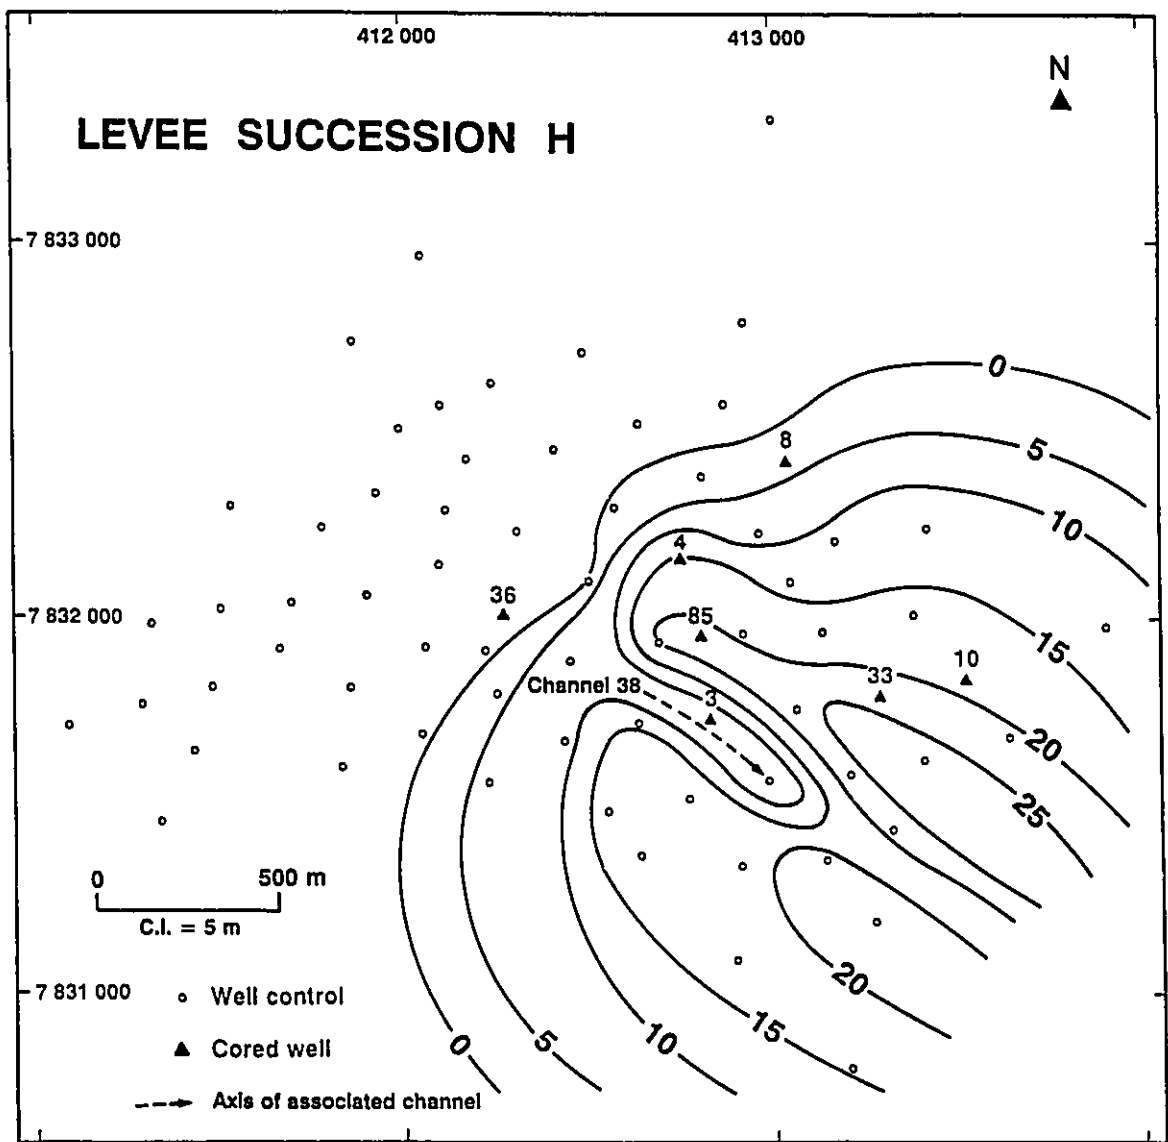 412 000
413 000
N
LEVEE SUCCESSION H
7 833 000
0
8
5
10
4
36
85
15
10
33
Channel 38
3
20
25
0 500 m
C.I. = 5 m
20
7 831 000
Well control
15
10
5
0
Cored well
Axis of associated channel
7 832 000